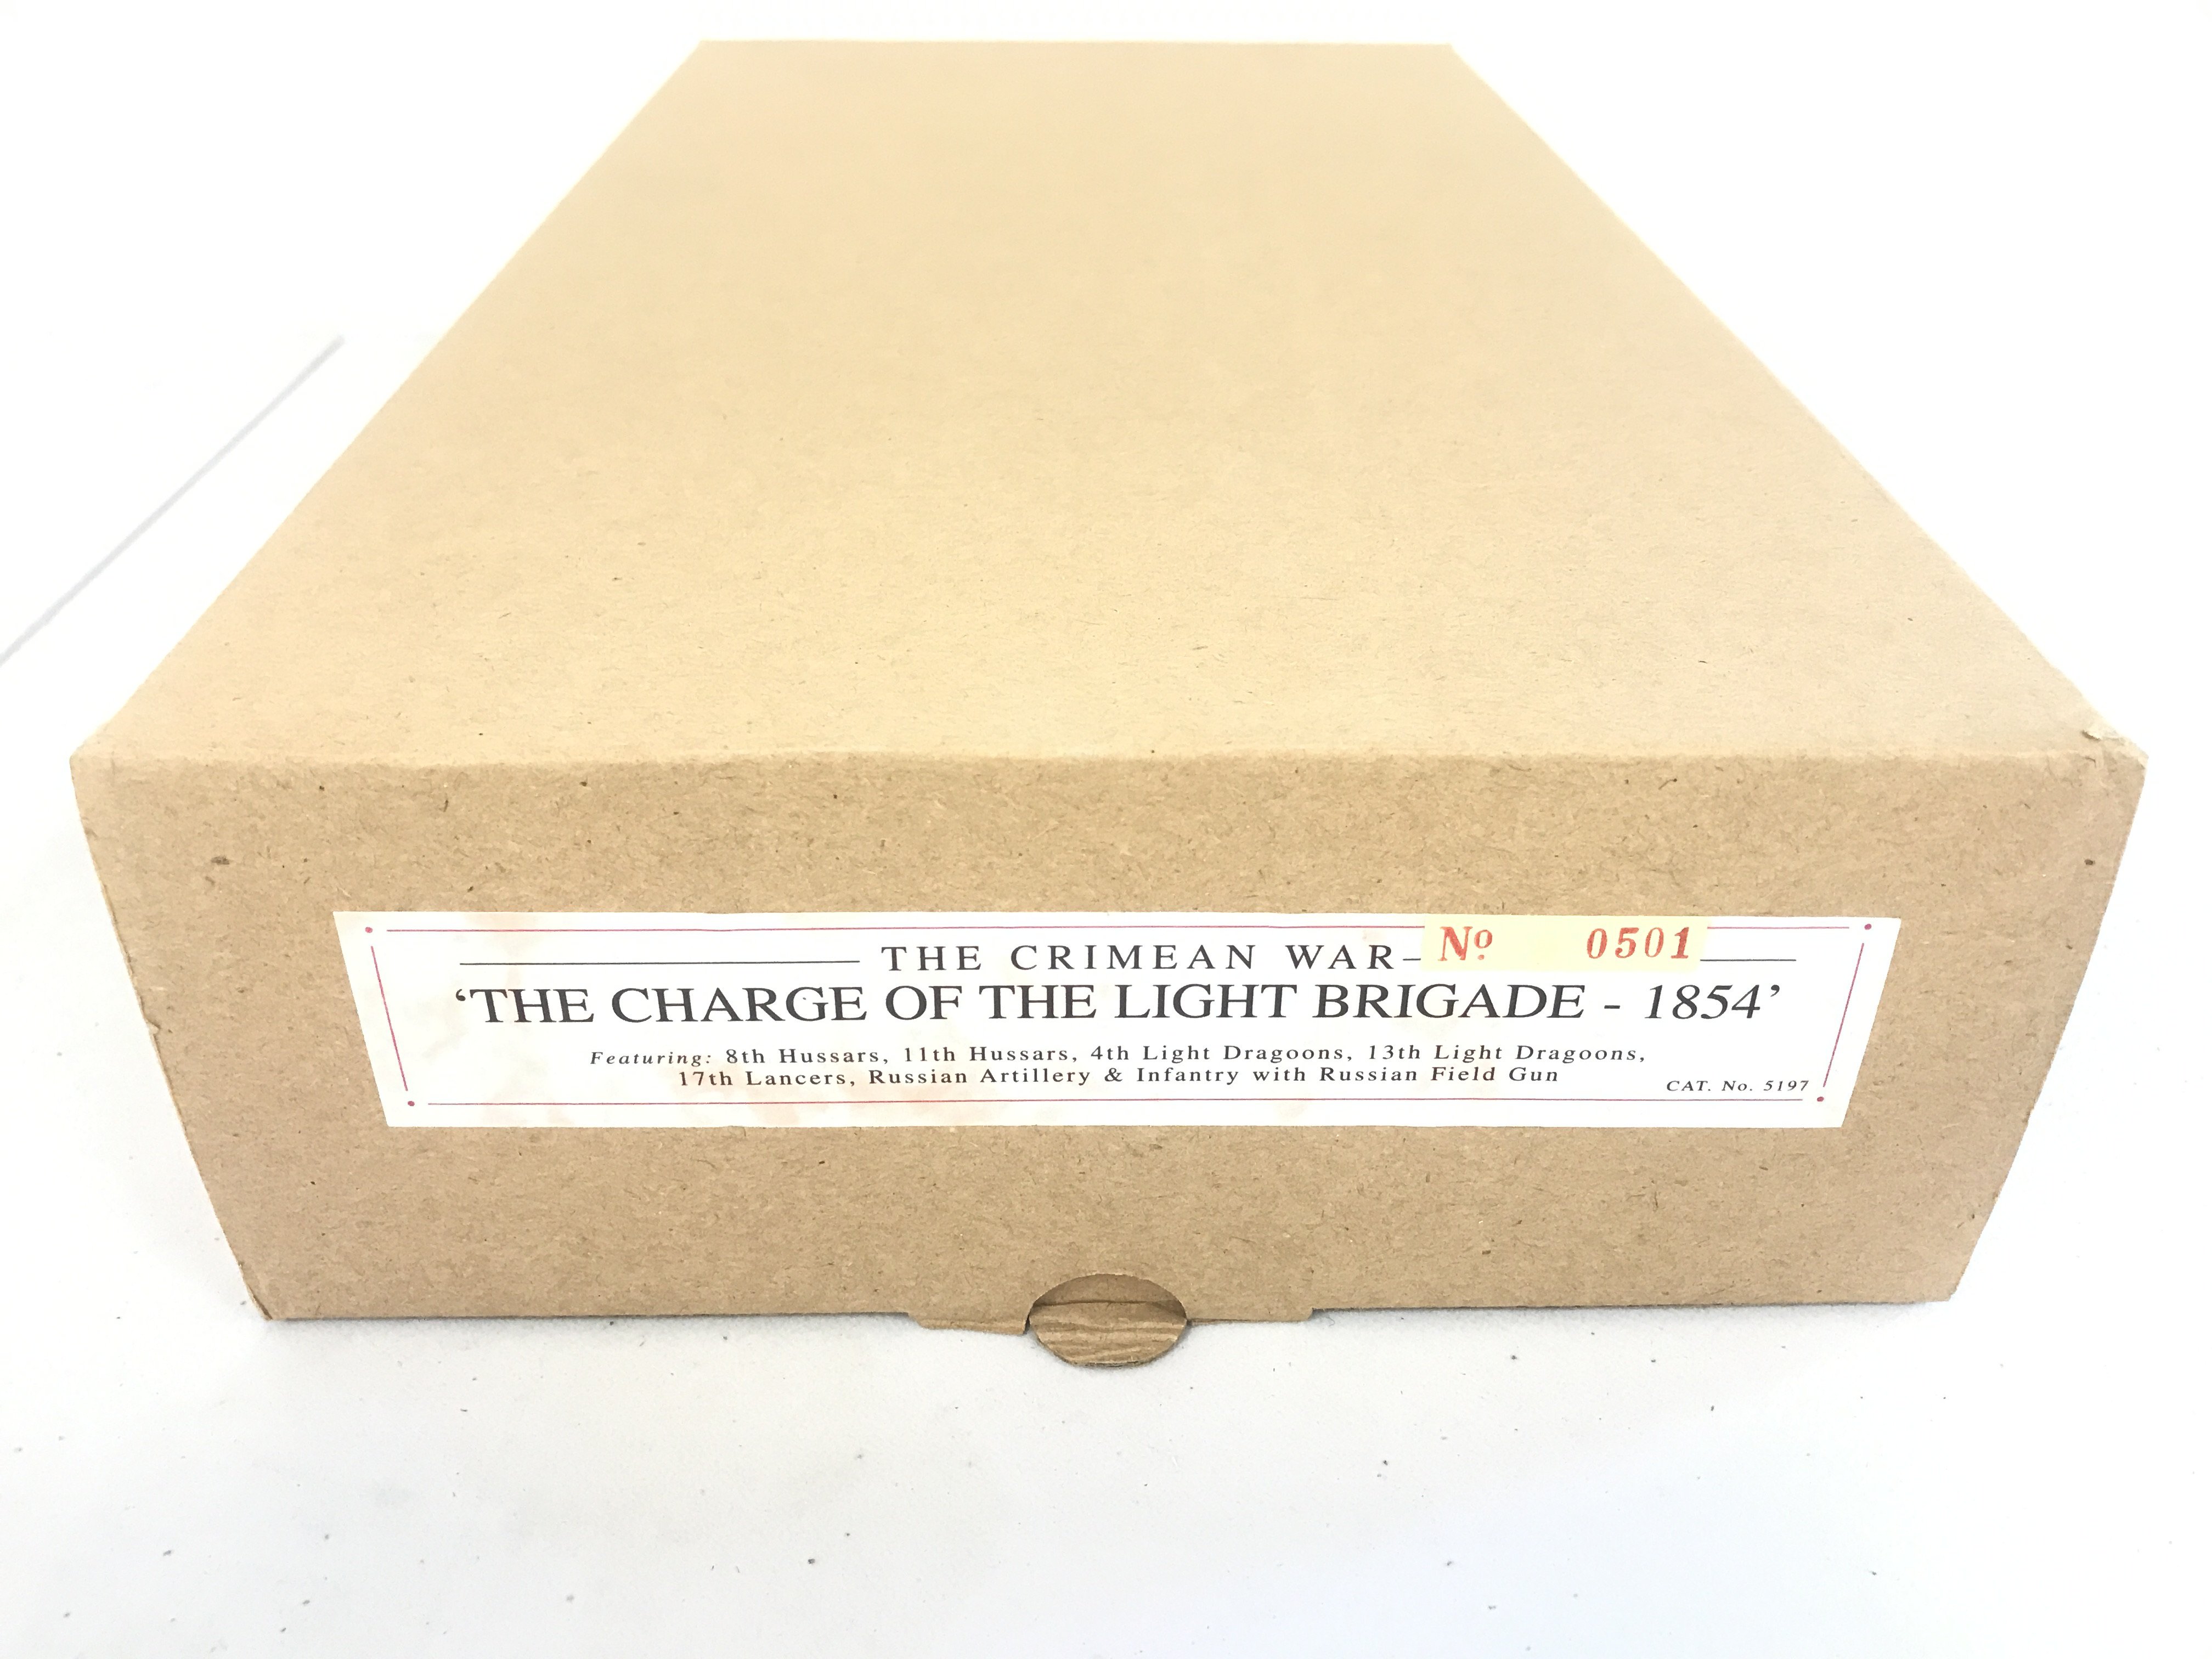 THE CRIMEAN WAR Nº 0501
‘THE CHARGE OF THE LIGHT BRIGADE - 1854’
Featuring: 8th Hussars, 11th Hussars, 4th Light Dragoons, 13th Light Dragoons,
17th Lancers, Russian Artillery & Infantry with Russian Field Gun
CAT. No. 5197